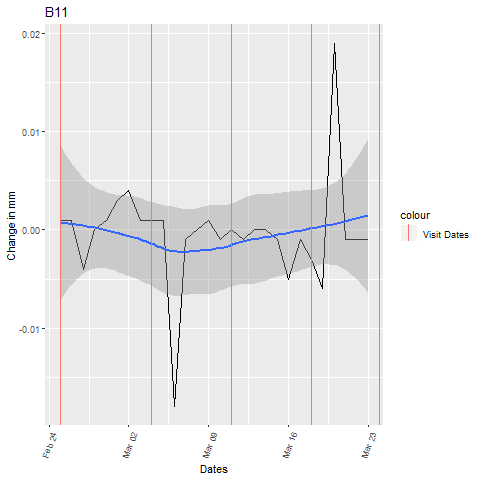 B11
0.02
0.01
0.00
-0.01
Change in mm
Feb 24
Mar 02
Mar 09
Mar 16
Mar 23
Dates
colour
Visit Dates